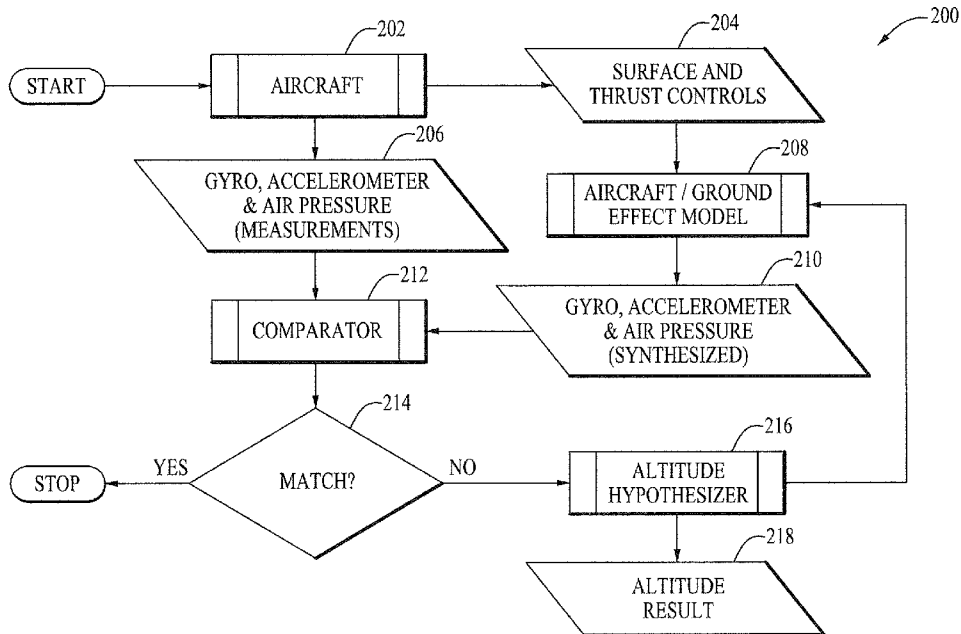 200
202
204
START
AIRCRAFT
SURFACE AND
THRUST CONTROLS
206
208
GYRO, ACCELEROMETER
& AIR PRESSURE
(MEASUREMENTS)
AIRCRAFT / GROUND
EFFECT MODEL
212
210
COMPARATOR
GYRO, ACCELEROMETER
& AIR PRESSURE
(SYNTHESIZED)
214
216
YES
NO
STOP
MATCH?
ALTITUDE
HYPOTHESIZER
218
ALTITUDE
RESULT